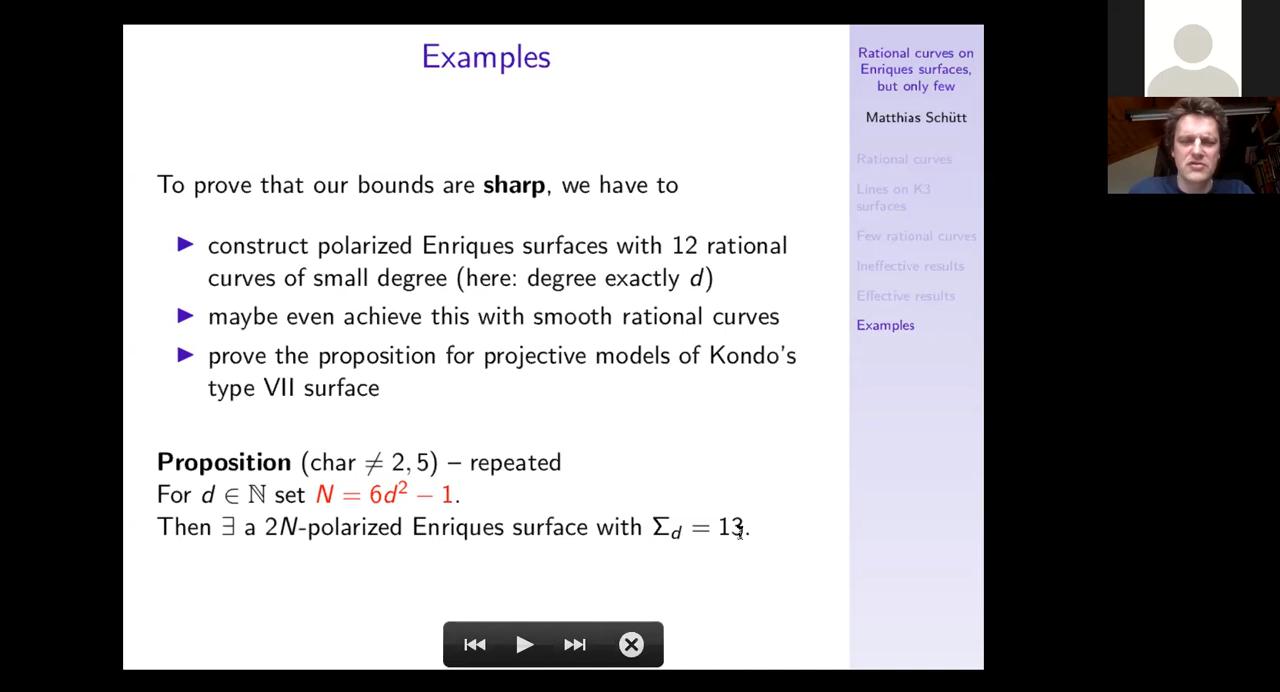 Examples
To prove that our bounds are sharp, we have to
▶ construct polarized Enriques surfaces with 12 rational
curves of small degree (here: degree exactly d)
▶ maybe even achieve this with smooth rational curves
▶ prove the proposition for projective models of Kondo's
type VII surface
Proposition (char ≠ 2, 5) – repeated
For d ∈ ℕ set N = 6d² − 1.
Then ∃ a 2N-polarized Enriques surface with Σ_d = 13.
Rational curves on
Enriques surfaces,
but only few
Matthias Schütt
Rational curves
Lines on K3
surfaces
Few rational curves
Ineffective results
Effective results
Examples